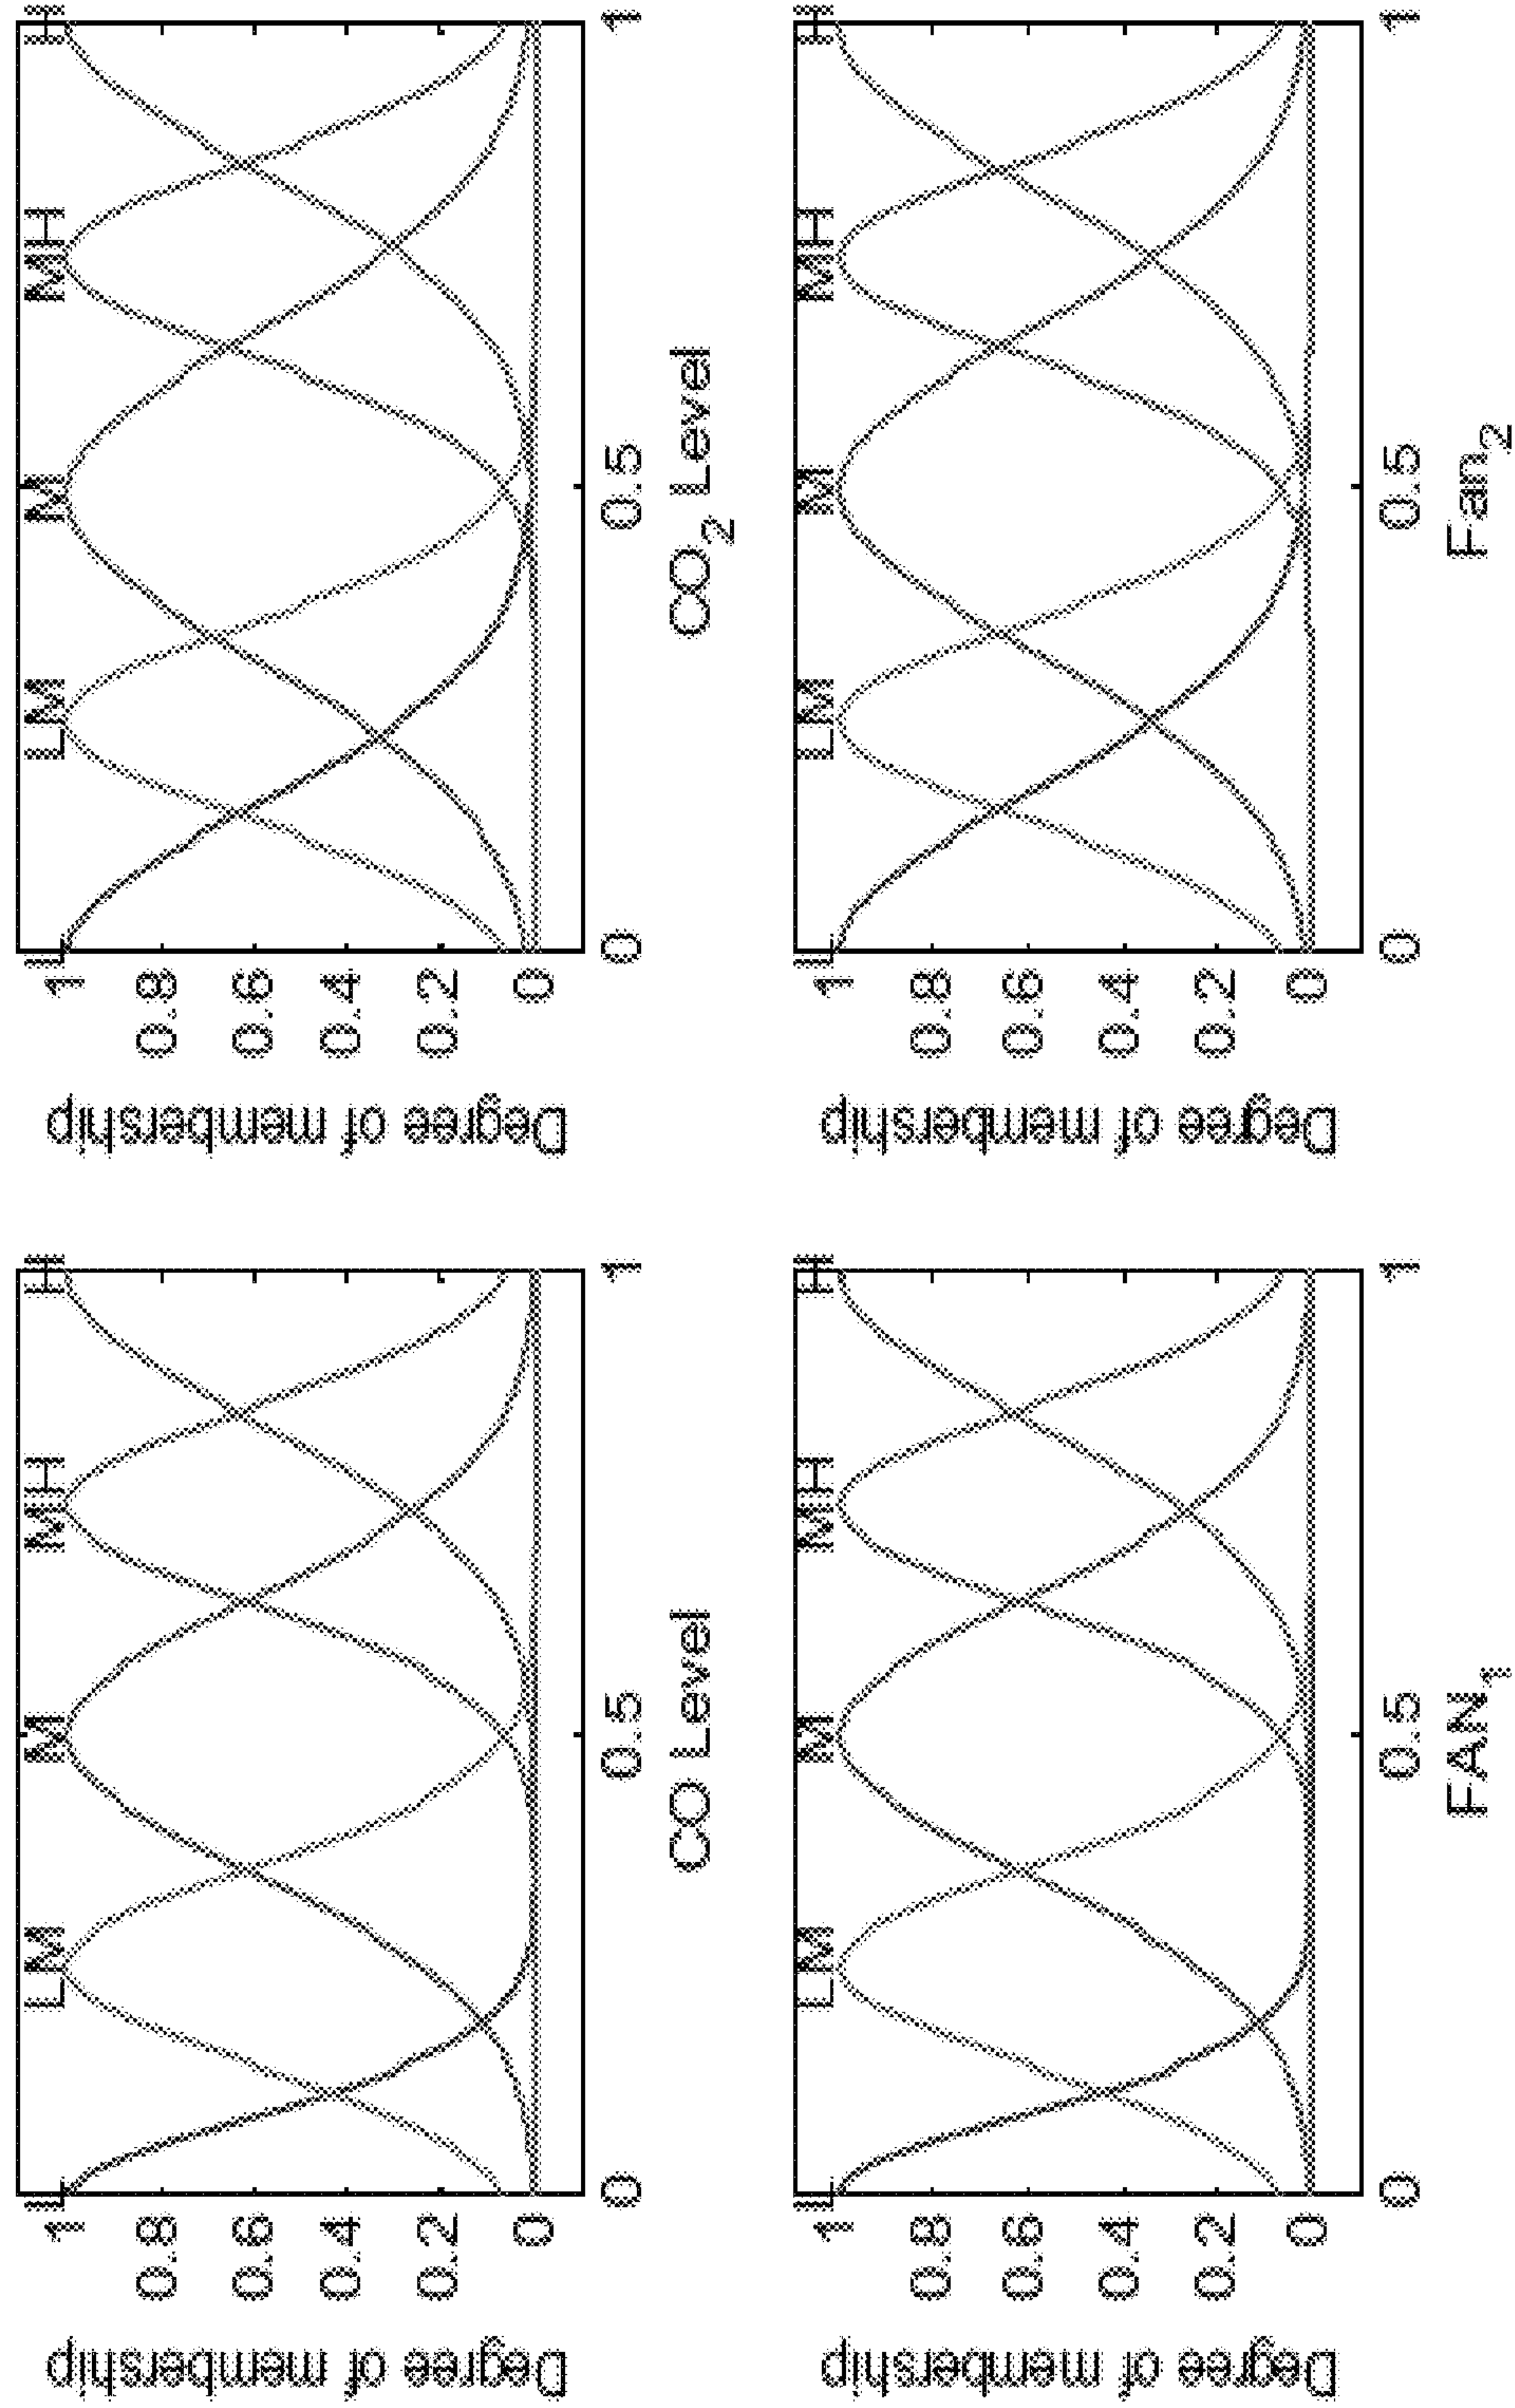 Degree of membership
1
0.8
0.6
0.4
0.2
0
L
LM
M
MH
H
0
0.5
1
CO Level
Degree of membership
1
0.8
0.6
0.4
0.2
0
L
LM
M
MH
H
0
0.5
1
CO₂ Level
Degree of membership
1
0.8
0.6
0.4
0.2
0
L
LM
M
MH
H
0
0.5
1
FAN₁
Degree of membership
1
0.8
0.6
0.4
0.2
0
L
LM
M
MH
H
0
0.5
1
Fan₂